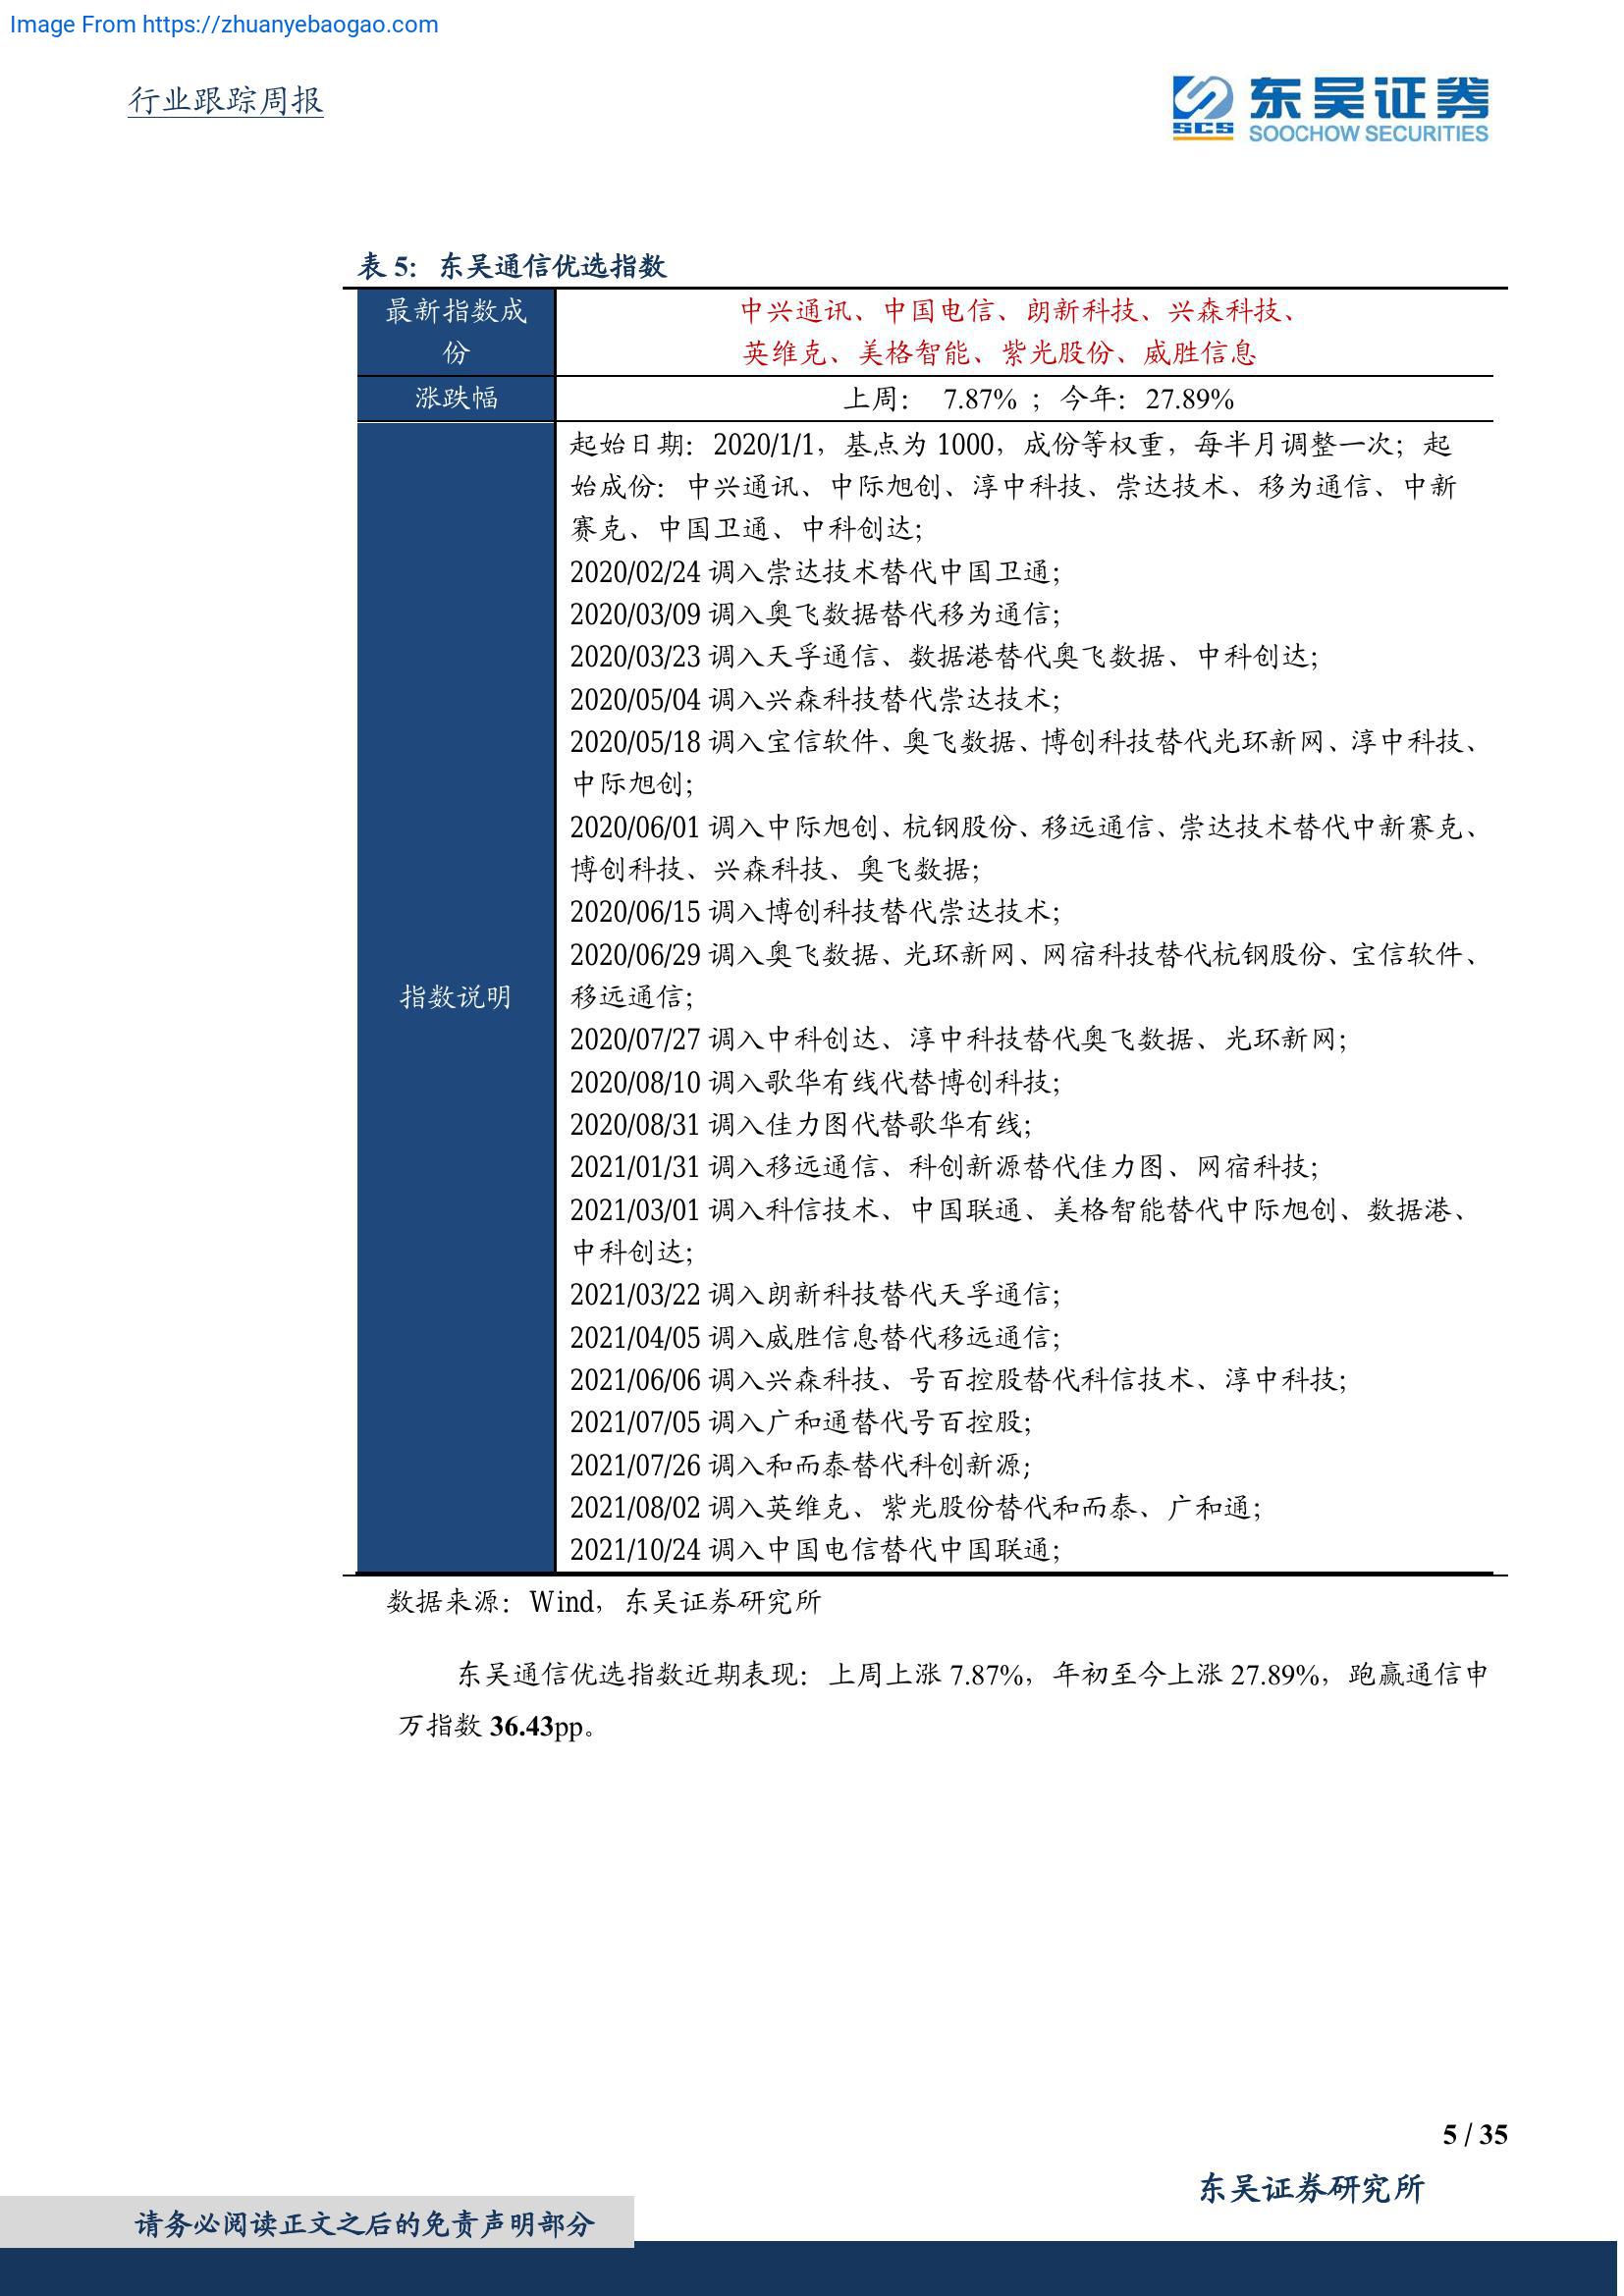 Image From https://zhuanyebaogao.com
行业跟踪周报
SCS
东吴证券
SOOCHOW SECURITIES
表 5: 东吴通信优选指数
最新指数成
份
中兴通讯、中国电信、朗新科技、兴森科技、
英维克、美格智能、紫光股份、威胜信息
涨跌幅
上周: 7.87% ;今年:27.89%
指数说明
起始日期:2020/1/1,基点为 1000,成份等权重,每半月调整一次;起
始成份:中兴通讯、中际旭创、淳中科技、崇达技术、移为通信、中新
赛克、中国卫通、中科创达;
2020/02/24 调入崇达技术替代中国卫通;
2020/03/09 调入奥飞数据替代移为通信;
2020/03/23 调入天孚通信、数据港替代奥飞数据、中科创达;
2020/05/04 调入兴森科技替代崇达技术;
2020/05/18 调入宝信软件、奥飞数据、博创科技替代光环新网、淳中科技、
中际旭创;
2020/06/01 调入中际旭创、杭钢股份、移远通信、崇达技术替代中新赛克、
博创科技、兴森科技、奥飞数据;
2020/06/15 调入博创科技替代崇达技术;
2020/06/29 调入奥飞数据、光环新网、网宿科技替代杭钢股份、宝信软件、
移远通信;
2020/07/27 调入中科创达、淳中科技替代奥飞数据、光环新网;
2020/08/10 调入歌华有线代替博创科技;
2020/08/31 调入佳力图代替歌华有线;
2021/01/31 调入移远通信、科创新源替代佳力图、网宿科技;
2021/03/01 调入科信技术、中国联通、美格智能替代中际旭创、数据港、
中科创达;
2021/03/22 调入朗新科技替代天孚通信;
2021/04/05 调入威胜信息替代移远通信;
2021/06/06 调入兴森科技、号百控股替代科信技术、淳中科技;
2021/07/05 调入广和通替代号百控股;
2021/07/26 调入和而泰替代科创新源;
2021/08/02 调入英维克、紫光股份替代和而泰、广和通;
2021/10/24 调入中国电信替代中国联通;
数据来源:Wind,东吴证券研究所
东吴通信优选指数近期表现:上周上涨 7.87%,年初至今上涨 27.89%,跑赢通信申
万指数 36.43pp。
5 / 35
东吴证券研究所
请务必阅读正文之后的免责声明部分